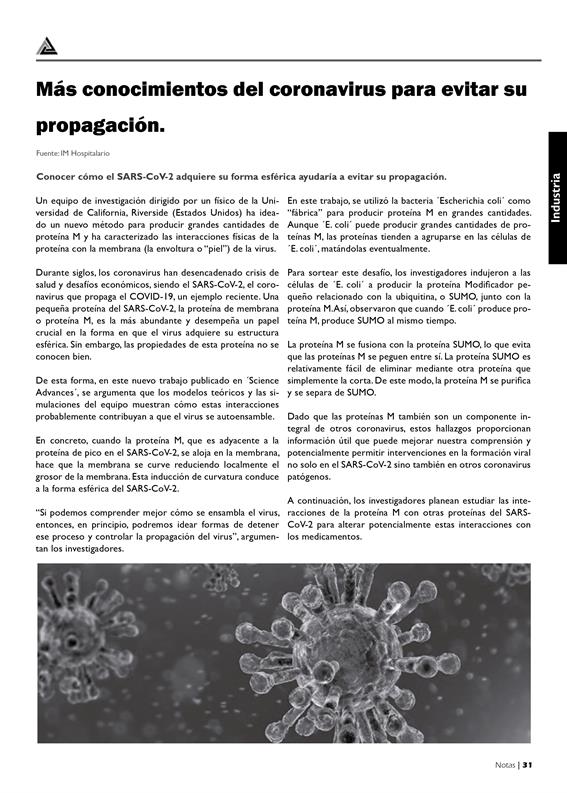 Más conocimientos del coronavirus para evitar su
propagación.
Fuente: IM Hospitalario
Conocer cómo el SARS-CoV-2 adquiere su forma esférica ayudaría a evitar su propagación.
Un equipo de investigación dirigido por un físico de la Uni-
versidad de California, Riverside (Estados Unidos) ha idea-
do un nuevo método para producir grandes cantidades de
proteína M y ha caracterizado las interacciones físicas de la
proteína con la membrana (la envoltura o “piel”) de la virus.
Durante siglos, los coronavirus han desencadenado crisis de
salud y desafíos económicos, siendo el SARS-CoV-2, el coro-
navirus que propaga el COVID-19, un ejemplo reciente. Una
pequeña proteína del SARS-CoV-2, la proteína de membrana
o proteína M, es la más abundante y desempeña un papel
crucial en la forma en que el virus adquiere su estructura
esférica. Sin embargo, las propiedades de esta proteína no se
conocen bien.
De esta forma, en este nuevo trabajo publicado en ´Science
Advances´, se argumenta que los modelos teóricos y las si-
mulaciones del equipo muestran cómo estas interacciones
probablemente contribuyan a que el virus se autoensamble.
En concreto, cuando la proteína M, que es adyacente a la
proteína de pico en el SARS-CoV-2, se aloja en la membrana,
hace que la membrana se curve reduciendo localmente el
grosor de la membrana. Esta inducción de curvatura conduce
a la forma esférica del SARS-CoV-2.
“Si podemos comprender mejor cómo se ensambla el virus,
entonces, en principio, podremos idear formas de detener
ese proceso y controlar la propagación del virus”, argumen-
tan los investigadores.
En este trabajo, se utilizó la bacteria ´Escherichia coli´ como
“fábrica” para producir proteína M en grandes cantidades.
Aunque ´E. coli´ puede producir grandes cantidades de pro-
teínas M, las proteínas tienden a agruparse en las células de
´E. coli´, matándolas eventualmente.
Para sortear este desafío, los investigadores indujeron a las
células de ´E. coli´ a producir la proteína Modificador pe-
queño relacionado con la ubiquitina, o SUMO, junto con la
proteína M. Así, observaron que cuando ´E. coli´ produce pro-
teína M, produce SUMO al mismo tiempo.
La proteína M se fusiona con la proteína SUMO, lo que evita
que las proteínas M se peguen entre sí. La proteína SUMO es
relativamente fácil de eliminar mediante otra proteína que
simplemente la corta. De este modo, la proteína M se purifica
y se separa de SUMO.
Dado que las proteínas M también son un componente in-
tegral de otros coronavirus, estos hallazgos proporcionan
información útil que puede mejorar nuestra comprensión y
potencialmente permitir intervenciones en la formación viral
no solo en el SARS-CoV-2 sino también en otros coronavirus
patógenos.
A continuación, los investigadores planean estudiar las inte-
racciones de la proteína M con otras proteínas del SARS-
CoV-2 para alterar potencialmente estas interacciones con
los medicamentos.
Industria
Notas | 31